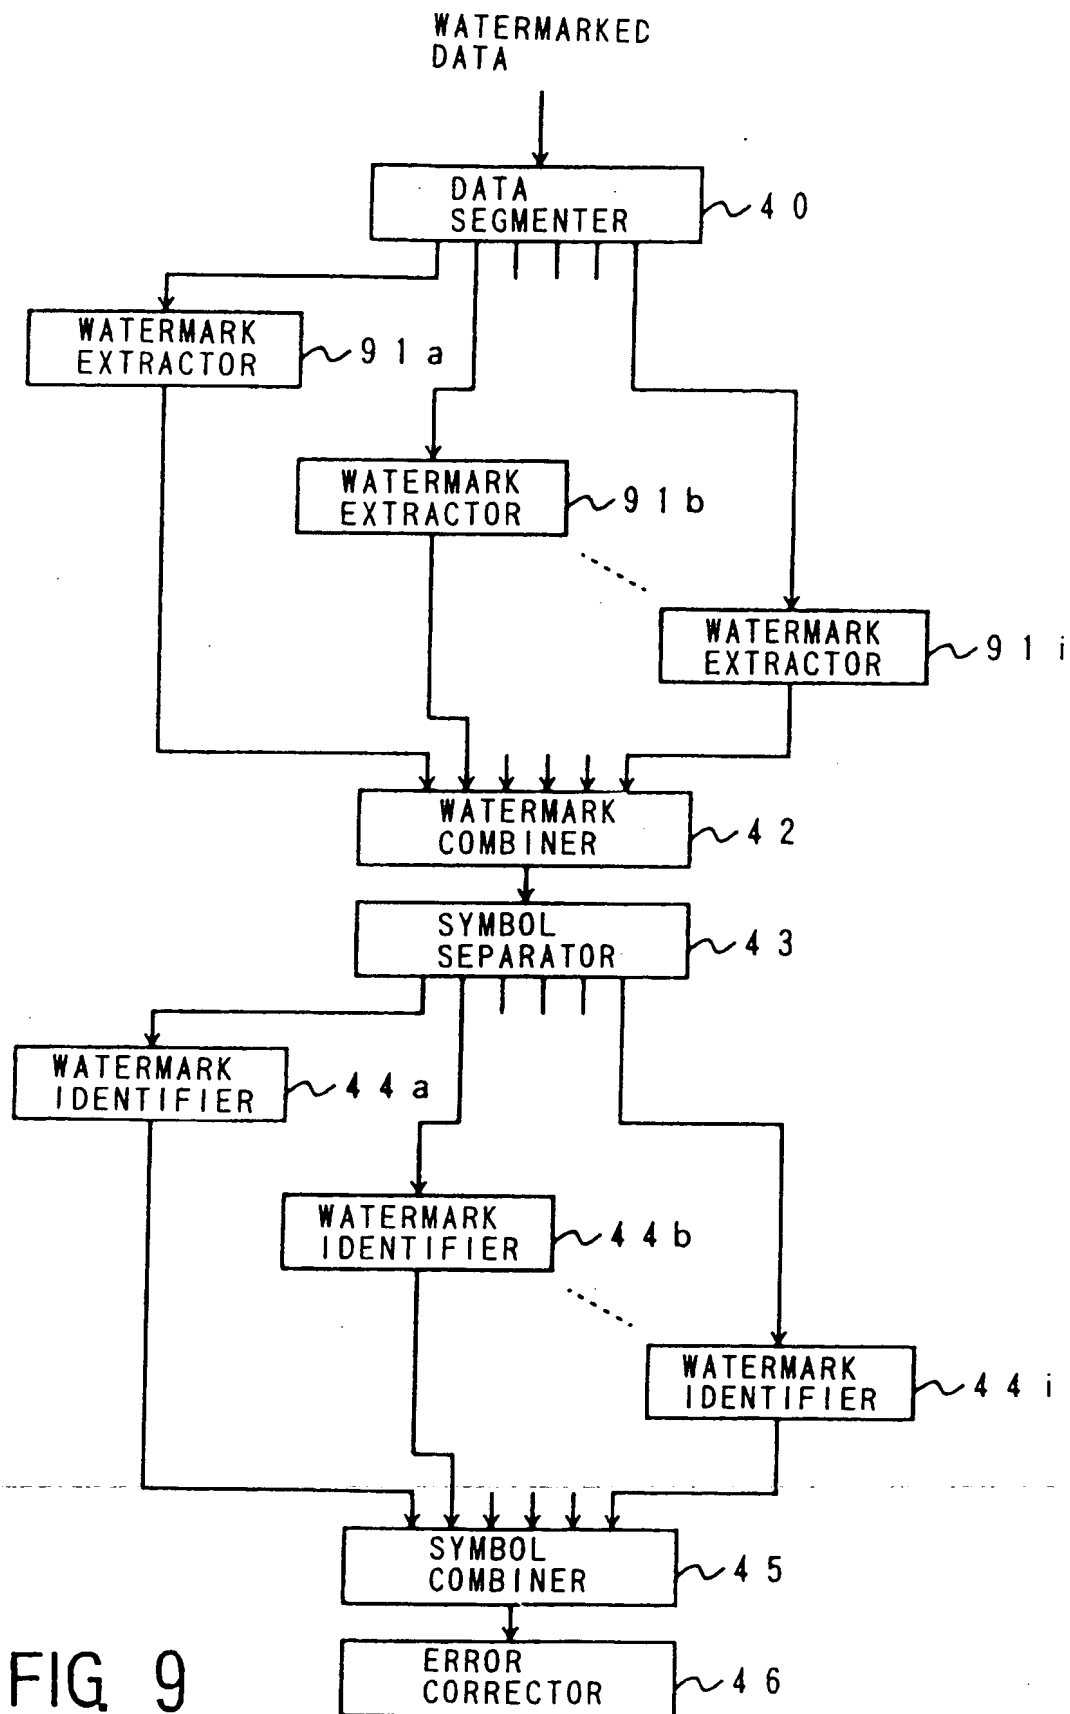 WATERMARKED
DATA
DATA
SEGMENTER
40
WATERMARK
EXTRACTOR
91a
WATERMARK
EXTRACTOR
91b
WATERMARK
EXTRACTOR
91i
WATERMARK
COMBINER
42
SYMBOL
SEPARATOR
43
WATERMARK
IDENTIFIER
44a
WATERMARK
IDENTIFIER
44b
WATERMARK
IDENTIFIER
44i
SYMBOL
COMBINER
45
ERROR
CORRECTOR
46
FIG. 9